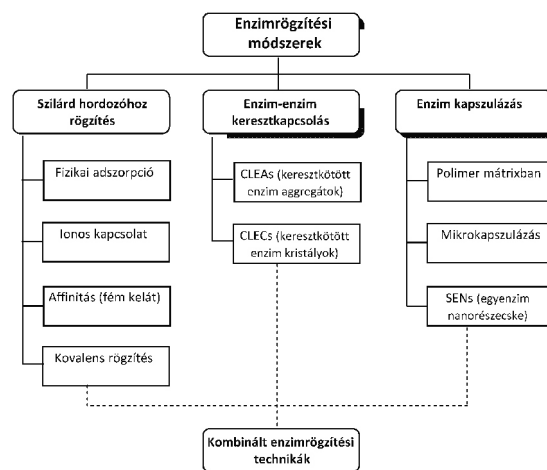 Enzimrögzítési
módszerek
Szilárd hordozóhoz
rögzítés
Fizikai adszorpció
Ionos kapcsolat
Affinitás (fém kelát)
Kovalens rögzítés
Enzim-enzim
keresztkapcsolás
CLEAs (keresztkötött
enzim aggregátok)
CLECs (keresztkötött
enzim kristályok)
Enzim kapszulázás
Polimer mátrixban
Mikrokapszulázás
SENs (egyenzim
nanorészecske)
Kombinált enzimrögzítési
technikák